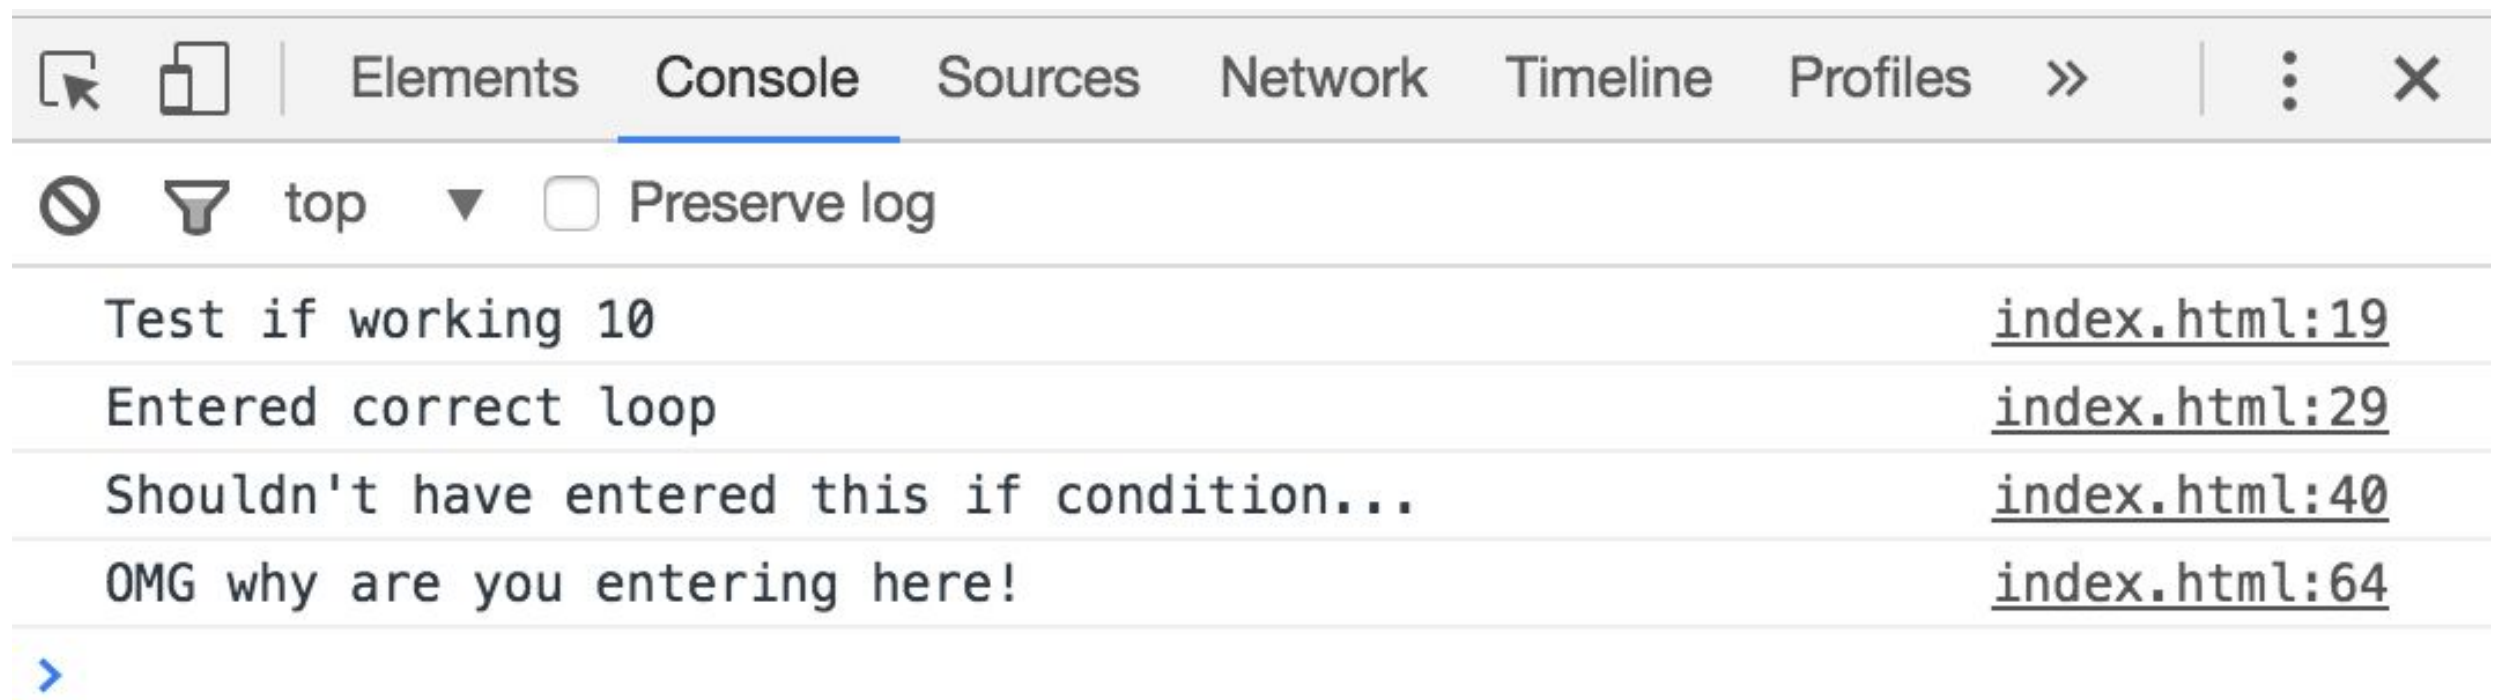 Elements Console Sources Network Timeline Profiles »
top ▼ Preserve log
Test if working 10 index.html:19
Entered correct loop index.html:29
Shouldn't have entered this if condition... index.html:40
OMG why are you entering here! index.html:64